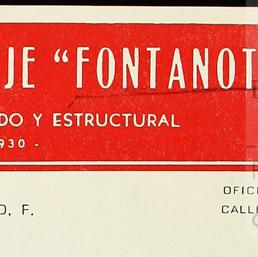 JE “FONTANOT
DO Y ESTRUCTURAL
930 -
OFIC
D. F.
CALL